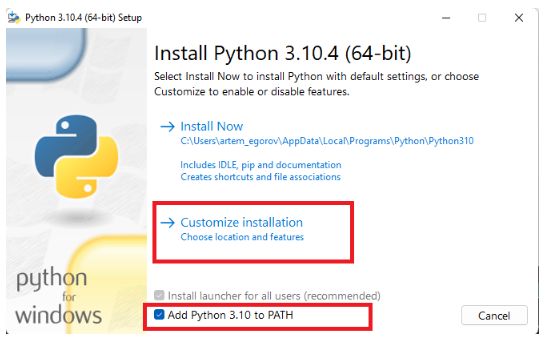 Python 3.10.4 (64-bit) Setup
Install Python 3.10.4 (64-bit)
Select Install Now to install Python with default settings, or choose
Customize to enable or disable features.
Install Now
C:\Users\artem_egorov\AppData\Local\Programs\Python\Python310
Includes IDLE, pip and documentation
Creates shortcuts and file associations
Customize installation
Choose location and features
python
for
windows
Install launcher for all users (recommended)
Add Python 3.10 to PATH
Cancel